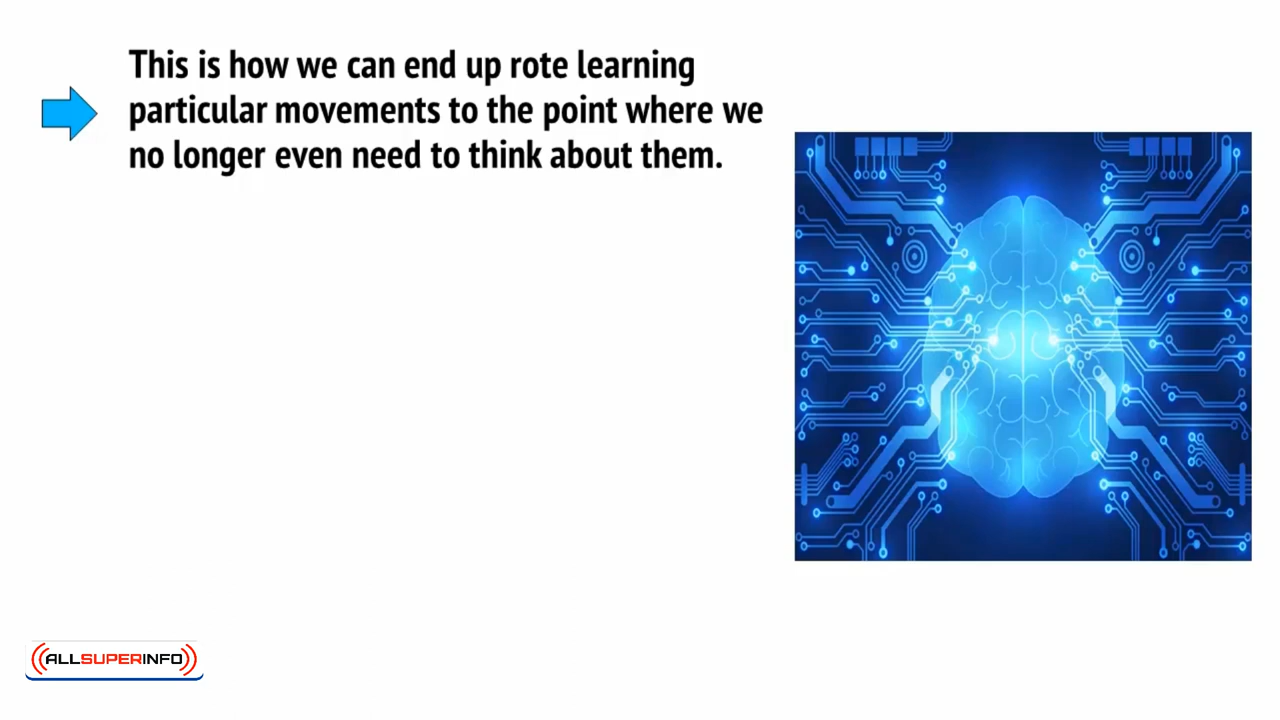 This is how we can end up rote learning
particular movements to the point where we
no longer even need to think about them.
ALLSUPERINFO